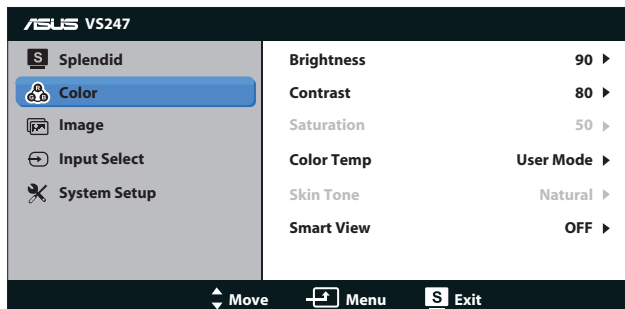 ASUS VS247
S Splendid
R G B Color
Image
Input Select
System Setup
Brightness 90
Contrast 80
Saturation 50
Color Temp User Mode
Skin Tone Natural
Smart View OFF
Move Menu S Exit